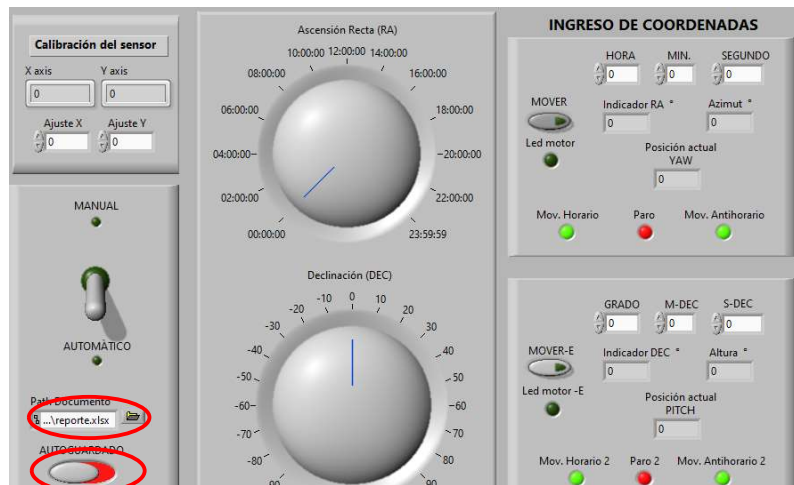 Calibración del sensor
X axis Y axis
0 0
Ajuste X Ajuste Y
0 0
MANUAL
AUTOMÀTICO
Path Documento
...\reporte.xlsx
AUTOGUARDADO
Ascensión Recta (RA)
10:00:00 12:00:00 14:00:00
08:00:00 16:00:00
06:00:00 18:00:00
04:00:00 20:00:00
02:00:00 22:00:00
00:00:00 23:59:59
Declinación (DEC)
-10 0 10
-20 20
-30 30
-40 40
-50 50
-60 60
-70 70
-80 80
-90 90
INGRESO DE COORDENADAS
HORA MIN. SEGUNDO
0 0 0
MOVER Indicador RA ° Azimut °
0 0
Led motor Posición actual
YAW
0
Mov. Horario Paro Mov. Antihorario
GRADO M-DEC S-DEC
0 0 0
MOVER-E Indicador DEC ° Altura °
0 0
Led motor -E Posición actual
PITCH
0
Mov. Horario 2 Paro 2 Mov. Antihorario 2